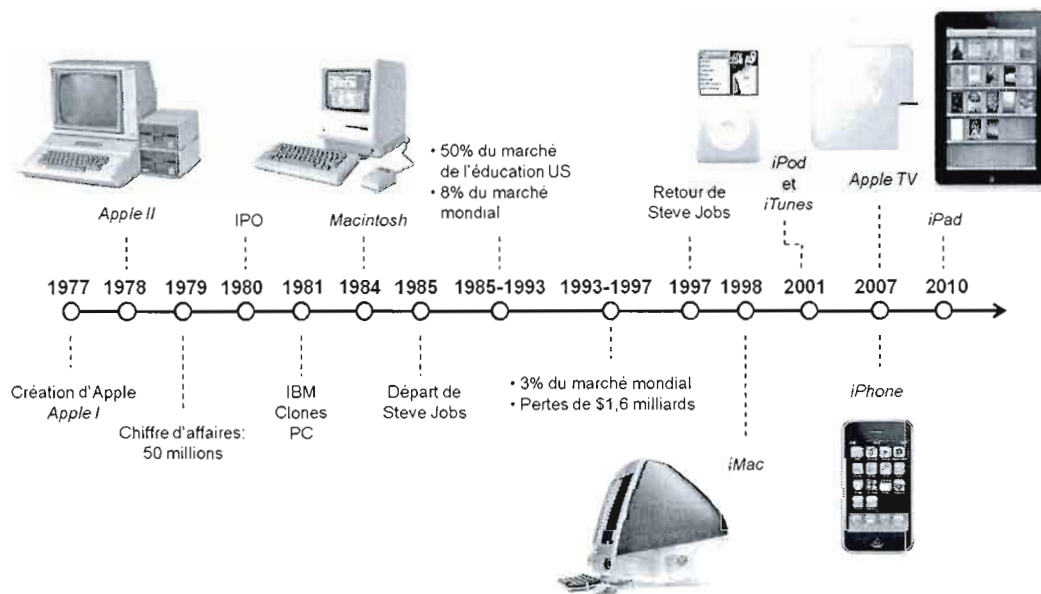 • 50% du marché
de l'éducation US
• 8% du marché
mondial
Apple II
IPO
Macintosh
Retour de
Steve Jobs
iPod
et
iTunes
Apple TV
iPad
1977 1978 1979 1980 1981 1984 1985 1985-1993 1993-1997 1997 1998 2001 2007 2010
Création d'Apple
Apple I
Chiffre d'affaires:
50 millions
IBM
Clones
PC
Départ de
Steve Jobs
• 3% du marché mondial
• Pertes de $1,6 milliards
iMac
iPhone